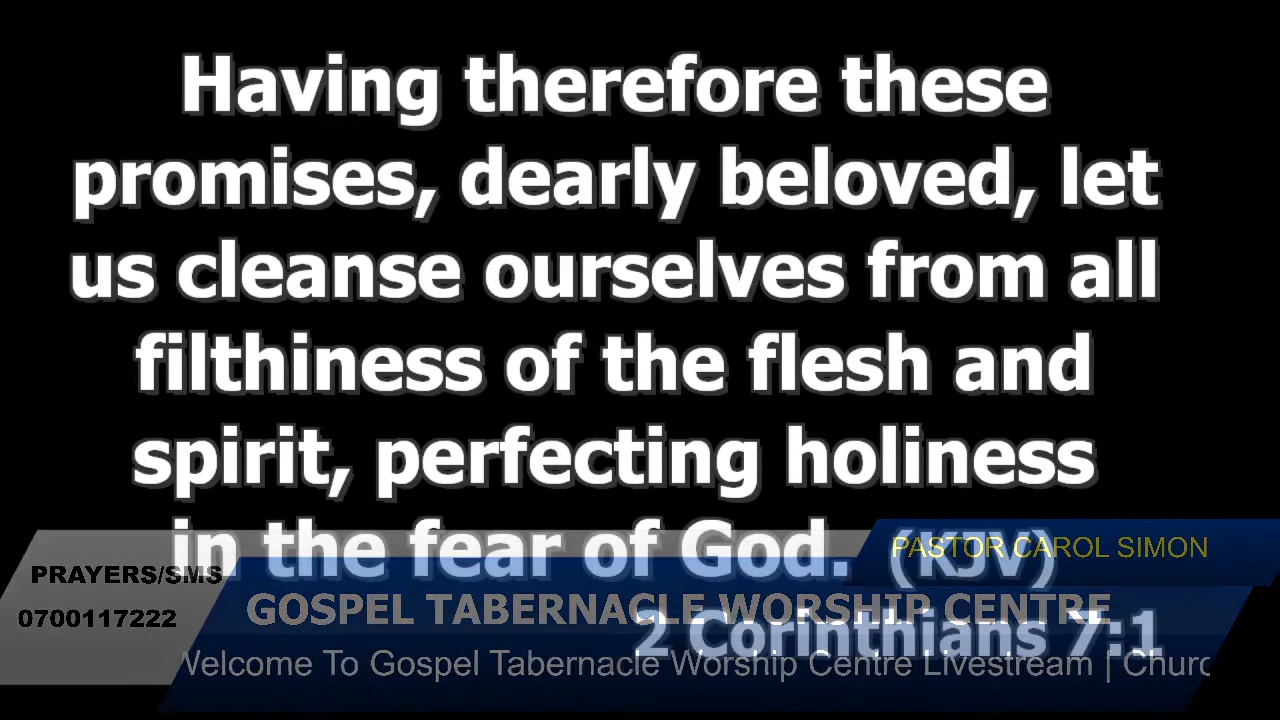 Having therefore these
promises, dearly beloved, let
us cleanse ourselves from all
filthiness of the flesh and
spirit, perfecting holiness
in the fear of God. (KJV)
2 Corinthians 7:1
PASTOR CAROL SIMON
PRAYERS/SMS
0700117222
GOSPEL TABERNACLE WORSHIP CENTRE
Welcome To Gospel Tabernacle Worship Centre Livestream | Churc